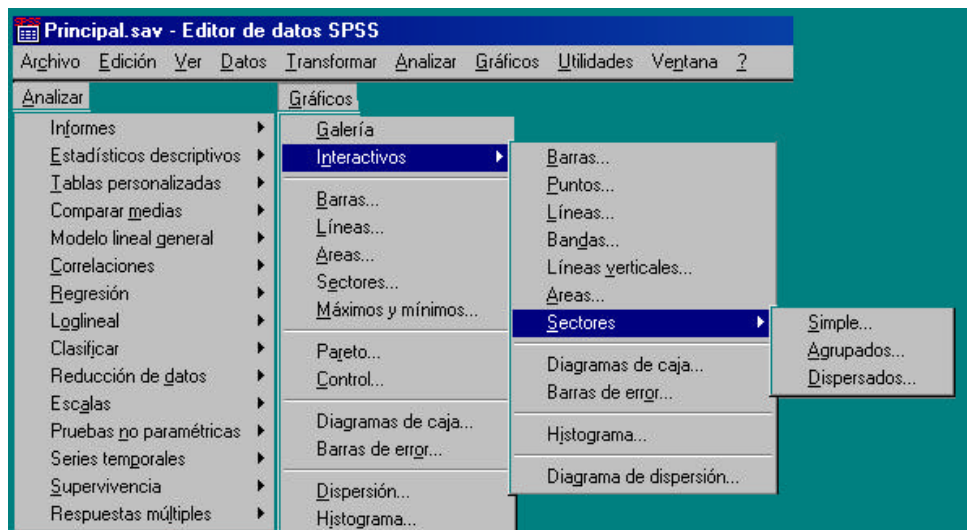 SPSS
Principal.sav - Editor de datos SPSS
Archivo Edición Ver Datos Transformar Analizar Gráficos Utilidades Ventana ?
Analizar
Informes
Estadísticos descriptivos
Tablas personalizadas
Comparar medias
Modelo lineal general
Correlaciones
Regresión
Loglineal
Clasificar
Reducción de datos
Escalas
Pruebas no paramétricas
Series temporales
Supervivencia
Respuestas múltiples
Gráficos
Galería
Interactivos
Barras...
Líneas...
Areas...
Sectores...
Máximos y mínimos...
Pareto...
Control...
Diagramas de caja...
Barras de error...
Dispersión...
Histograma...
Barras...
Puntos...
Líneas...
Bandas...
Líneas verticales...
Areas...
Sectores
Diagramas de caja...
Barras de error...
Histograma...
Diagrama de dispersión...
Simple...
Agrupados...
Dispersados...